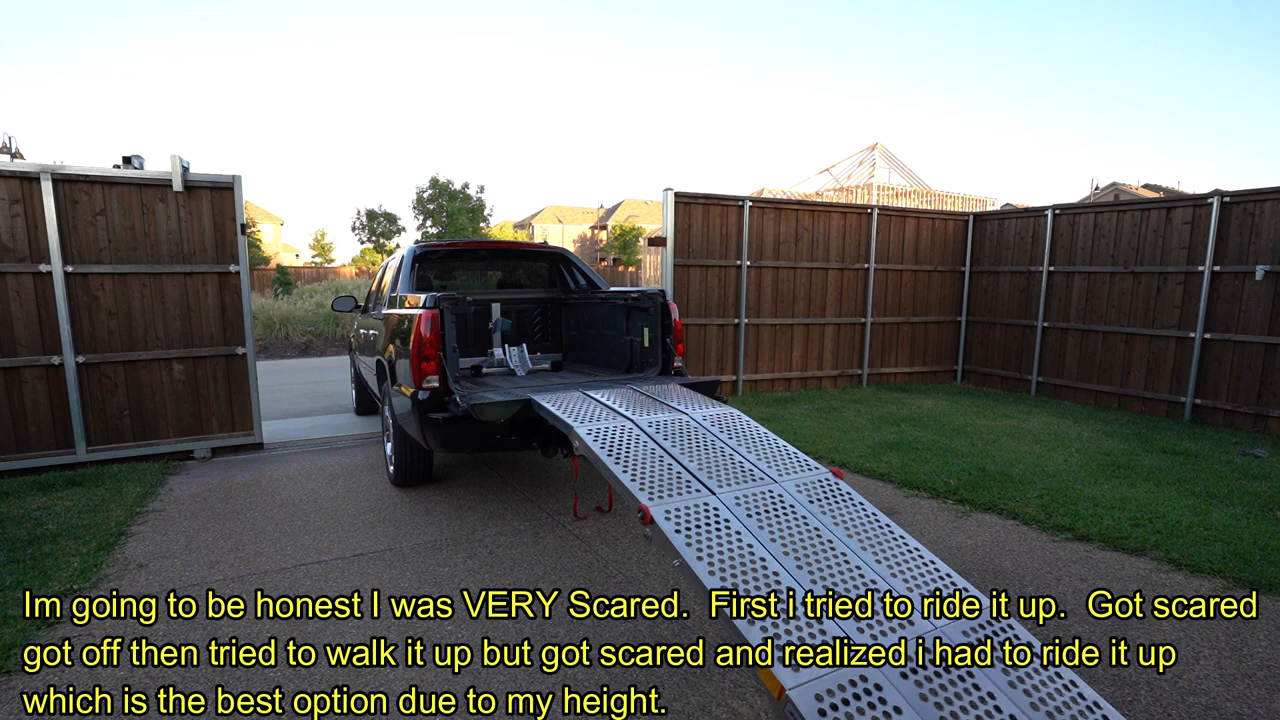 Im going to be honest I was VERY Scared.  First i tried to ride it up.  Got scared
got off then tried to walk it up but got scared and realized i had to ride it up
which is the best option due to my height.